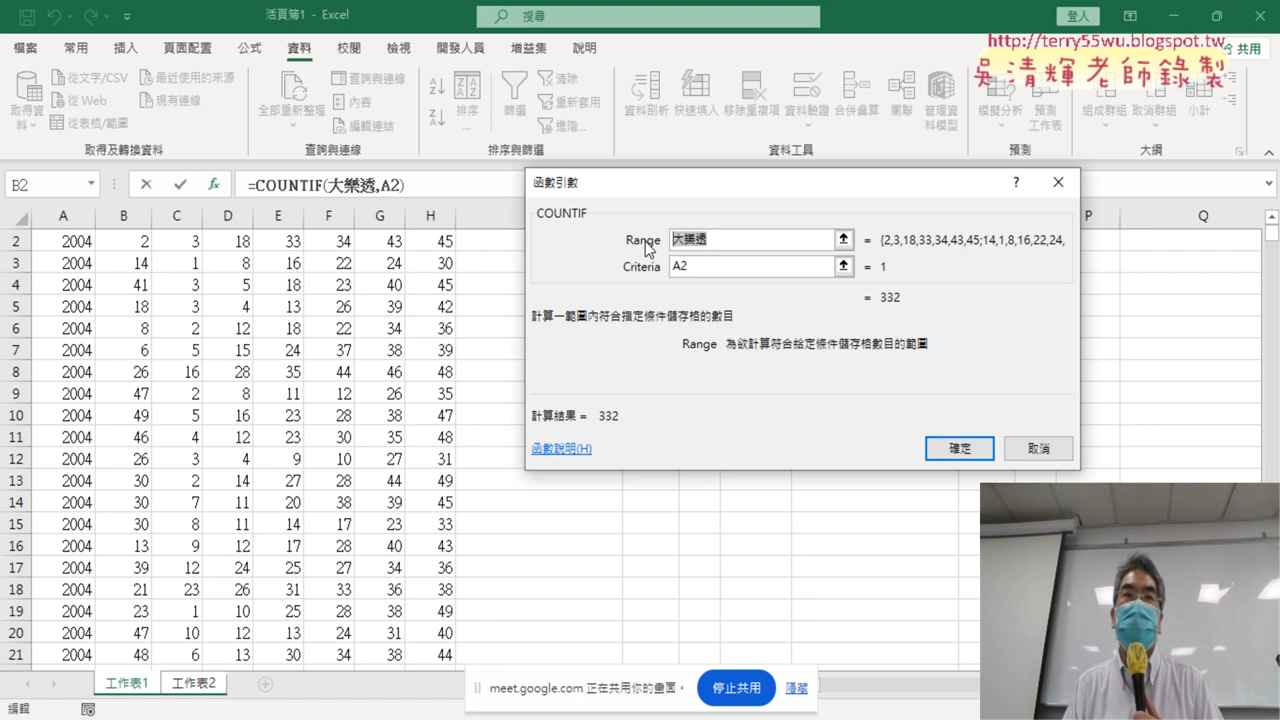 活頁簿1 - Excel
搜尋
登入
檔案 常用 插入 頁面配置 公式 資料 校閱 檢視 開發人員 增益集 說明
共用
http://terry55wu.blogspot.tw
吳清輝老師錄製
取得資料
從文字/CSV
從 Web
從表格/範圍
最近使用的來源
現有連線
全部重新整理
查詢與連線
內容
編輯連結
排序
篩選
清除
重新套用
進階...
資料剖析 快速填入 移除重複項 資料驗證 合併彙算 關聯 管理資料模型
模擬分析 預測工作表
組成群組 取消群組 小計
取得及轉換資料 查詢與連線 排序與篩選 資料工具 預測 大綱
B2 =COUNTIF(大樂透,A2)
A B C D E F G H P Q
2 2004 2 3 18 33 34 43 45
3 2004 14 1 8 16 22 24 30
4 2004 41 3 5 18 23 40 45
5 2004 18 3 4 13 26 39 42
6 2004 8 2 12 18 22 34 36
7 2004 6 5 15 24 37 38 39
8 2004 26 16 28 35 44 46 48
9 2004 47 2 8 11 12 26 35
10 2004 49 5 16 23 28 38 47
11 2004 46 4 12 23 30 35 48
12 2004 26 3 4 9 10 27 31
13 2004 30 2 14 27 28 44 49
14 2004 30 7 11 20 38 39 45
15 2004 30 8 11 14 17 23 33
16 2004 13 9 12 17 28 40 43
17 2004 39 12 24 25 27 34 36
18 2004 21 23 26 31 33 36 38
19 2004 23 1 10 25 28 38 49
20 2004 47 10 12 13 24 31 40
21 2004 48 6 13 30 34 38 44
函數引數
COUNTIF
Range 大樂透 = {2,3,18,33,34,43,45;14,1,8,16,22,24,
Criteria A2 = 1
= 332
計算一範圍內符合指定條件儲存格的數目
Range 為欲計算符合給定條件儲存格數目的範圍
計算結果 = 332
函數說明(H)
確定
取消
工作表1 工作表2
meet.google.com 正在共用你的畫面。
停止共用
隱藏
編輯